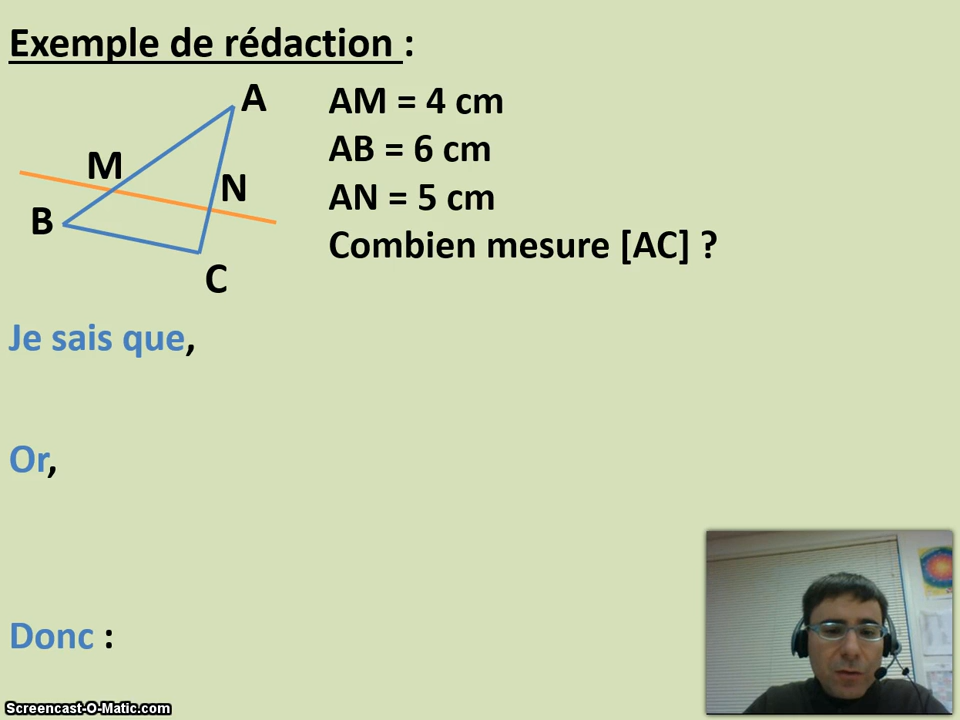 Exemple de rédaction :
A
AM = 4 cm
M
AB = 6 cm
N
AN = 5 cm
B
Combien mesure [AC] ?
C
Je sais que,
Or,
Donc :
Screencast-O-Matic.com